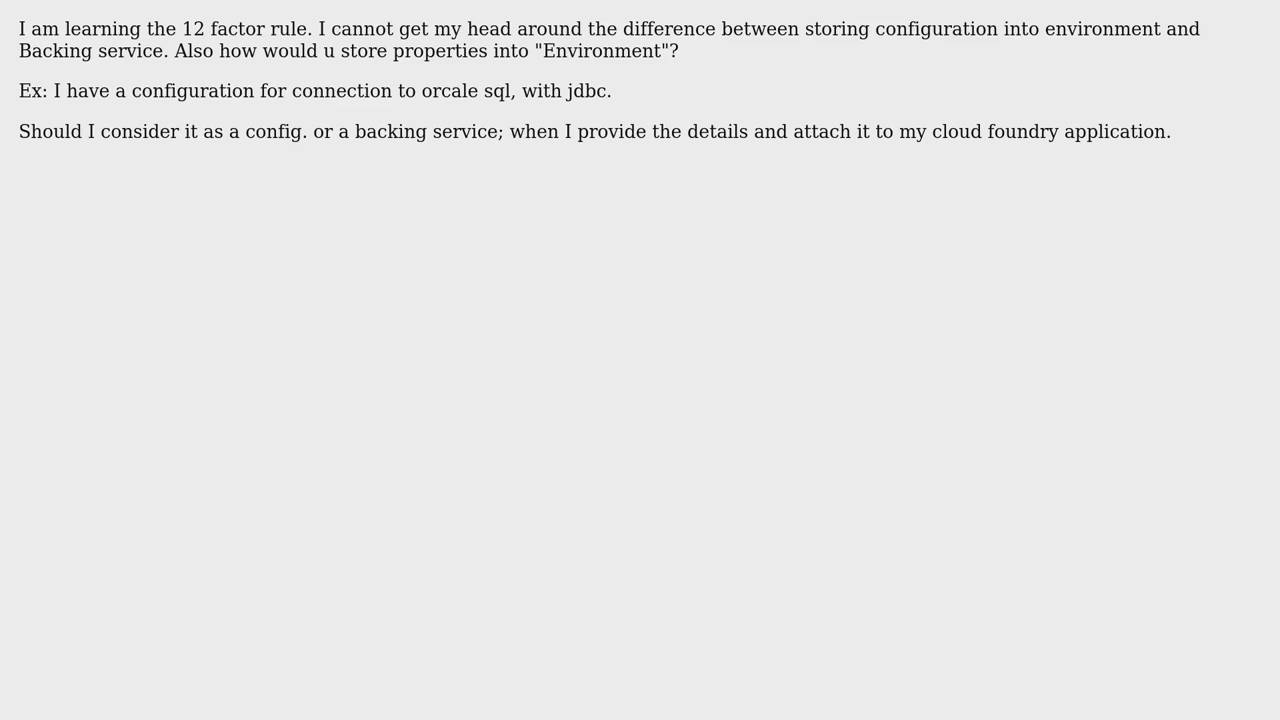 I am learning the 12 factor rule. I cannot get my head around the difference between storing configuration into environment and
Backing service. Also how would u store properties into "Environment"?
Ex: I have a configuration for connection to orcale sql, with jdbc.
Should I consider it as a config. or a backing service; when I provide the details and attach it to my cloud foundry application.